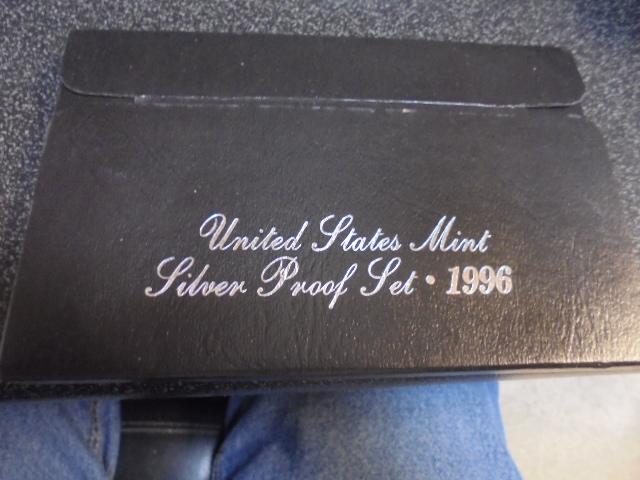 United States Mint
Silver Proof Set • 1996